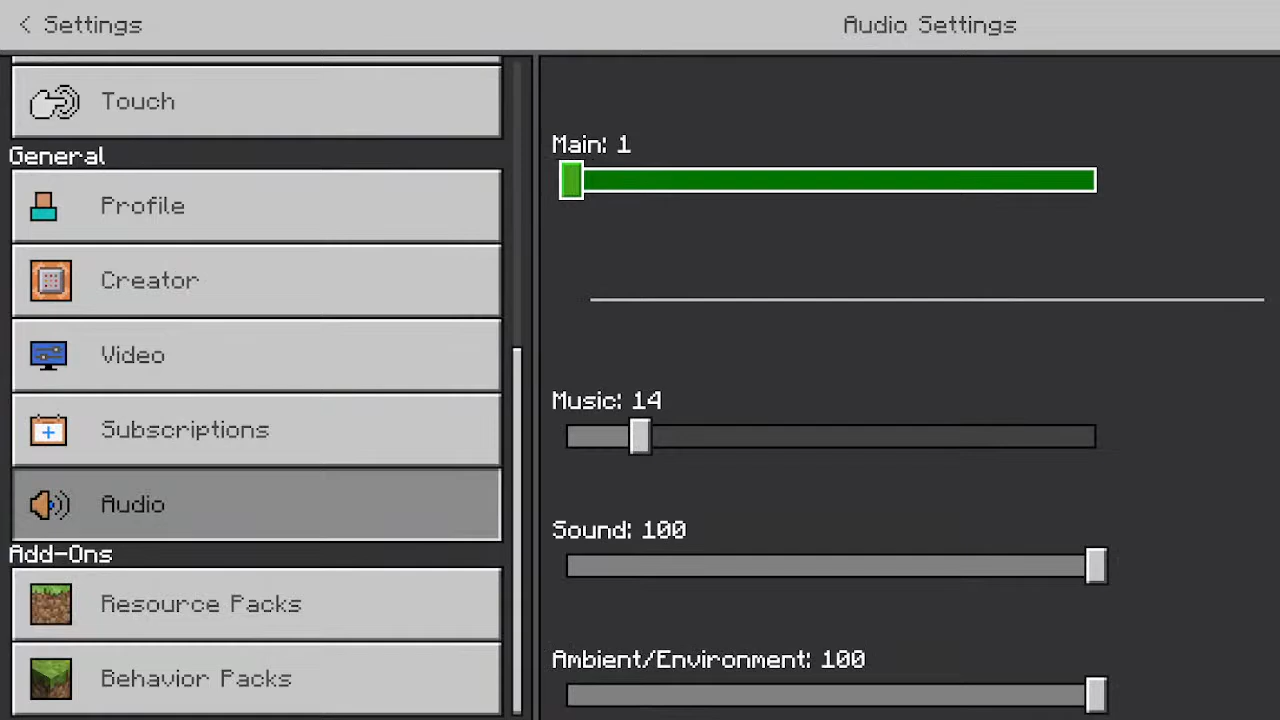 Settings
Audio Settings
Touch
General
Profile
Creator
Video
Subscriptions
Audio
Add-Ons
Resource Packs
Behavior Packs
Main: 1
Music: 14
Sound: 100
Ambient/Environment: 100